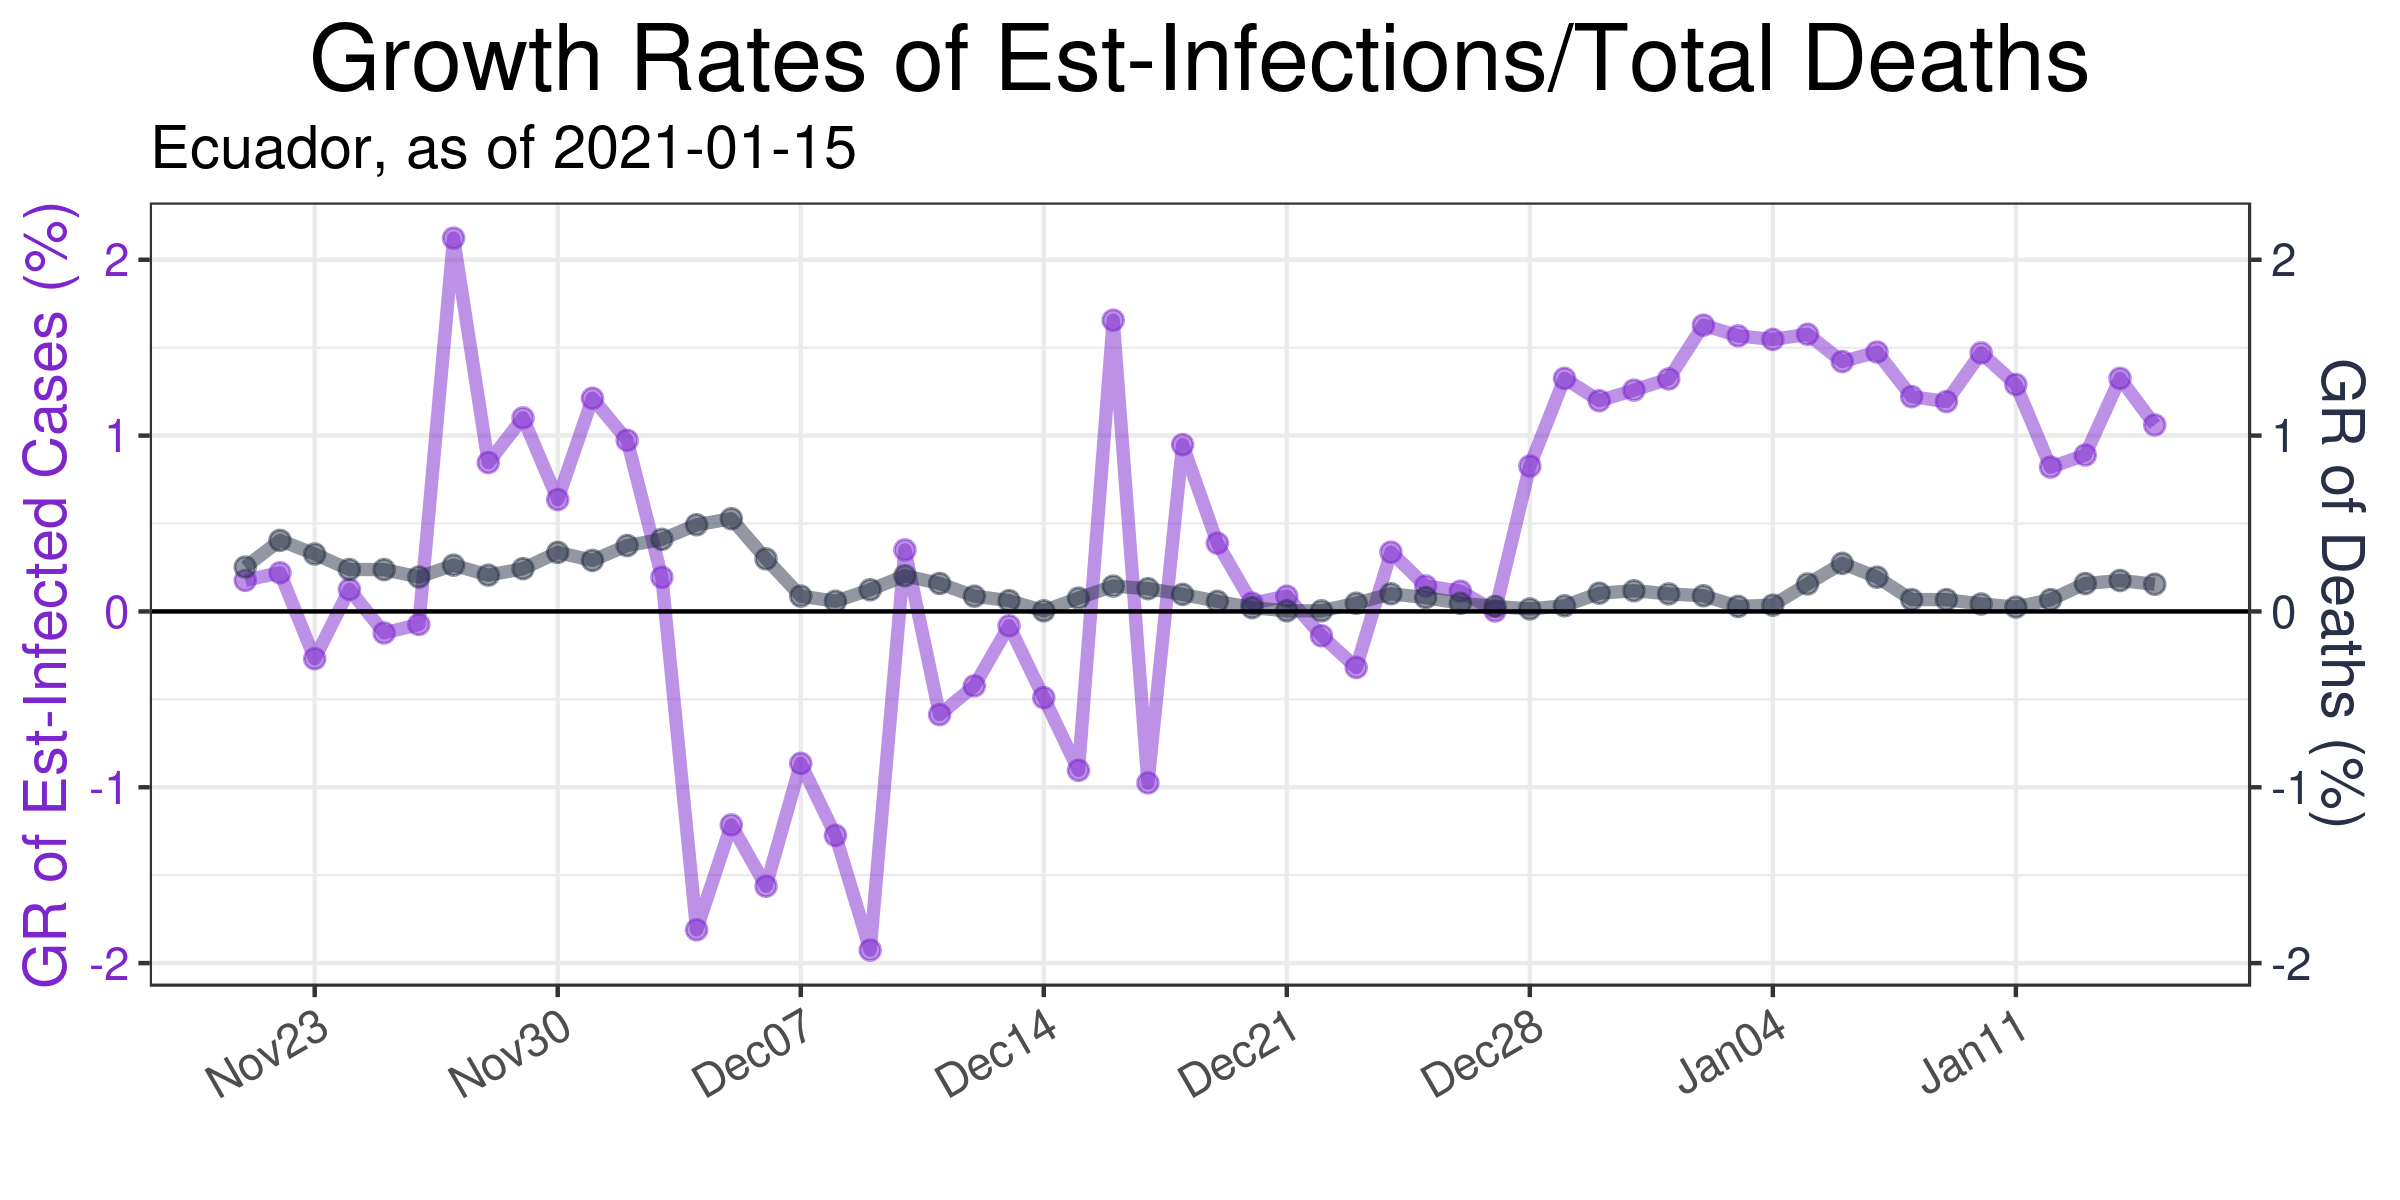 Growth Rates of Est-Infections/Total Deaths
Ecuador, as of 2021-01-15
GR of Est-Infected Cases (%)
2
1
0
-1
-2
2
1
0
-1
-2
GR of Deaths (%)
Nov23
Nov30
Dec07
Dec14
Dec21
Dec28
Jan04
Jan11